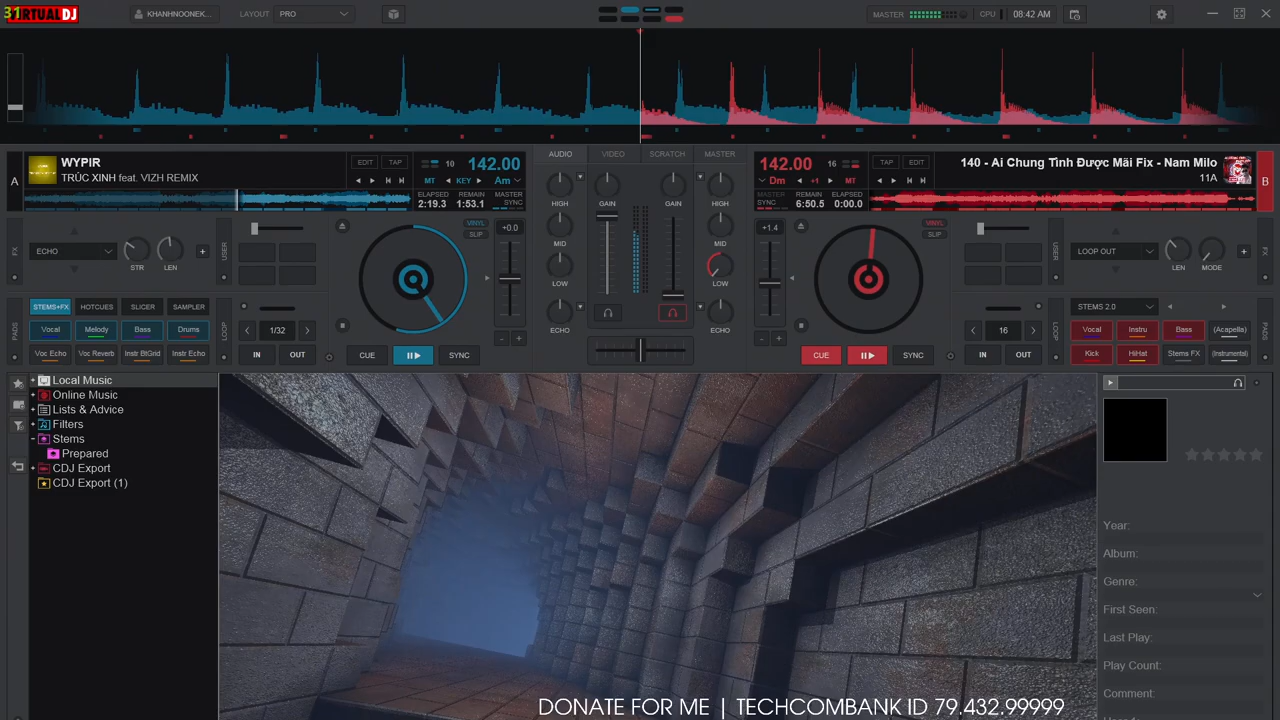 31
VIRTUAL DJ
KHANHNOONEK...
LAYOUT PRO
MASTER
CPU
08:42 AM
A
WYPIR
TRÚC XINH feat. VIZH REMIX
EDIT TAP
10 142.00
MT KEY Am
ELAPSED 2:19.3
REMAIN 1:53.1
MASTER SYNC
AUDIO VIDEO SCRATCH MASTER
142.00 16
Dm +1 MT
MASTER SYNC
REMAIN 6:50.5
ELAPSED 0:00.0
TAP EDIT
140 - Ai Chung Tình Được Mãi Fix - Nam Milo
11A
B
FX
ECHO
STR LEN
USER
VINYL
SLIP
+0.0
HIGH GAIN GAIN HIGH
MID MID
LOW LOW
ECHO ECHO
+1.4
VINYL
SLIP
USER
LOOP OUT
LEN MODE
FX
PADS
STEMS+FX HOTCUES SLICER SAMPLER
Vocal Melody Bass Drums
Voc Echo Voc Reverb Instr BtGrid Instr Echo
LOOP
1/32
IN OUT
CUE SYNC
- +
- +
CUE SYNC
16
IN OUT
LOOP
STEMS 2.0
Vocal Instru Bass (Acapella)
Kick HiHat Stems FX (Instrumental)
PADS
Local Music
Online Music
Lists & Advice
Filters
Stems
Prepared
CDJ Export
CDJ Export (1)
Year:
Album:
Genre:
First Seen:
Last Play:
Play Count:
Comment:
DONATE FOR ME | TECHCOMBANK ID 79.432.99999